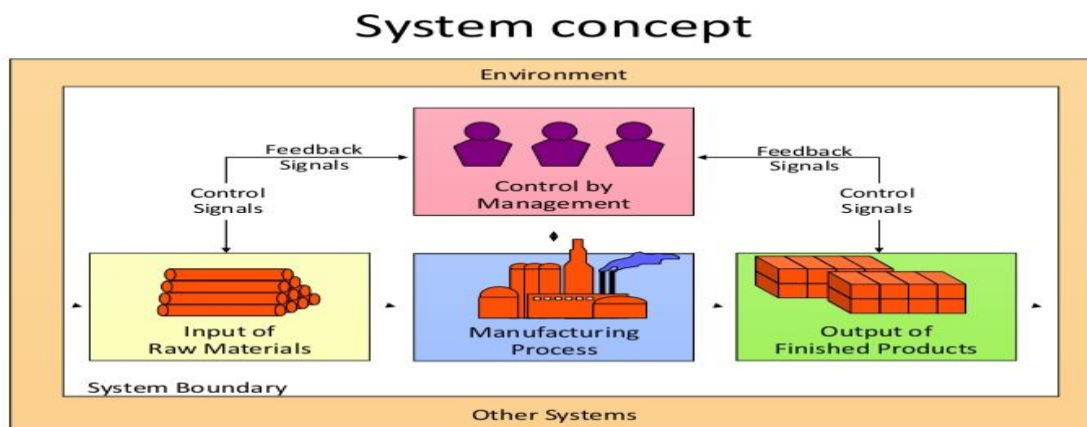 System concept
Environment
Feedback
Signals
Feedback
Signals
Control by
Management
Control
Signals
Control
Signals
Input of
Raw Materials
Manufacturing
Process
Output of
Finished Products
System Boundary
Other Systems